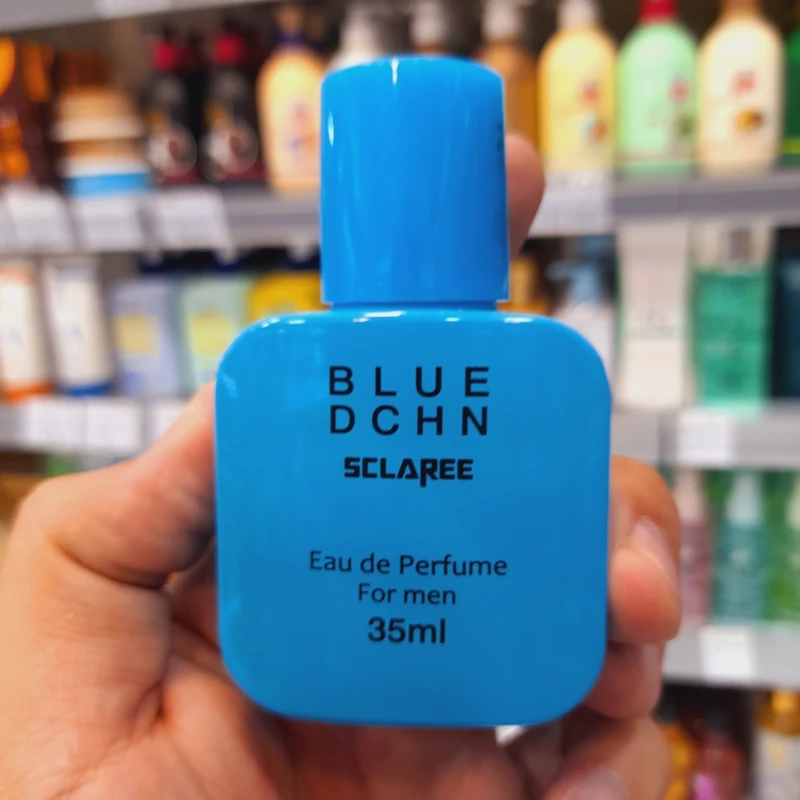 BLUE
DCHN
SCLAREE
Eau de Perfume
For men
35ml